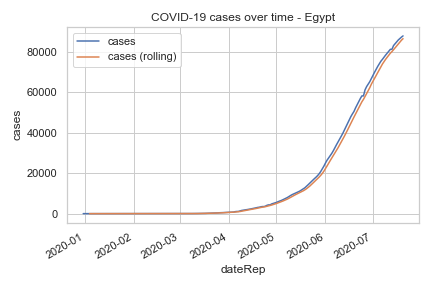 COVID-19 cases over time - Egypt
cases
cases (rolling)
80000
60000
40000
20000
0
cases
2020-01
2020-02
2020-03
2020-04
2020-05
2020-06
2020-07
dateRep